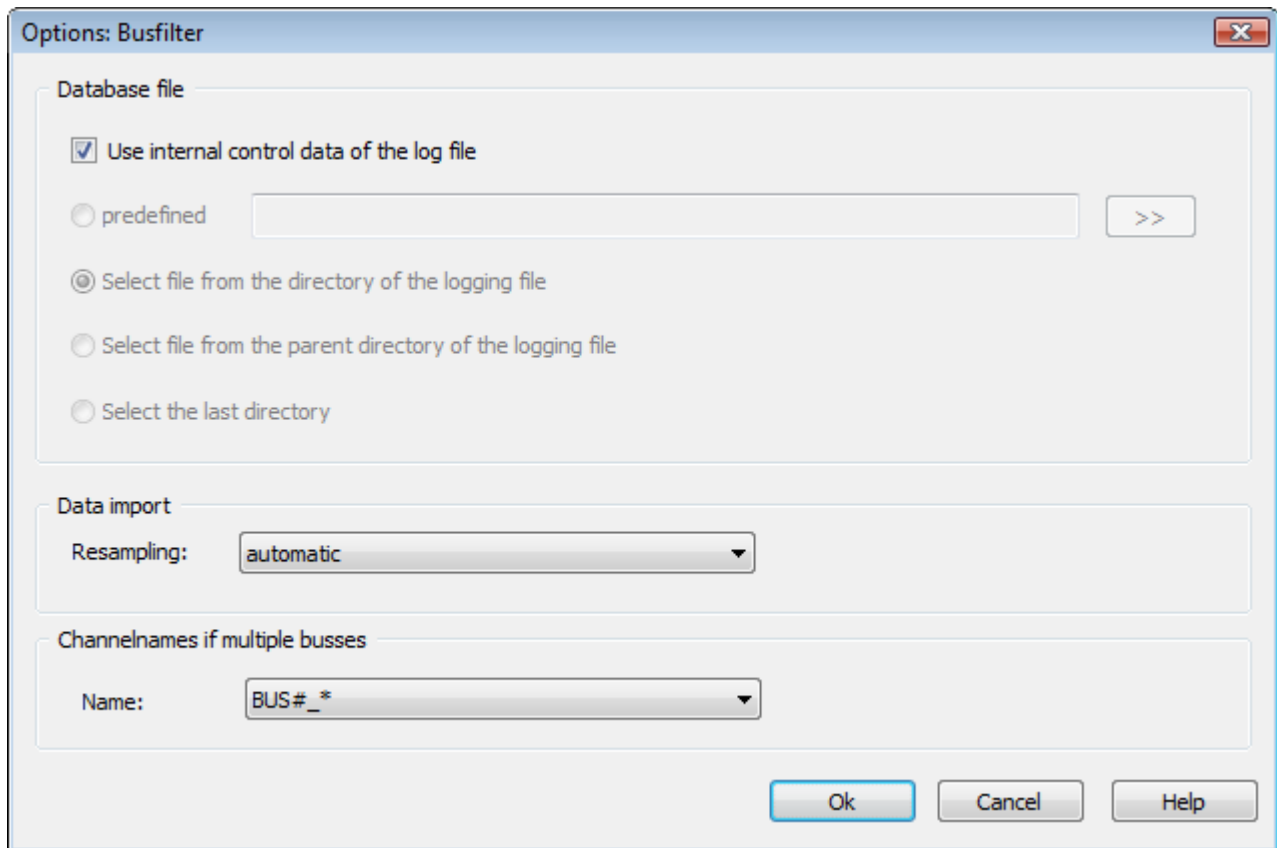 Options: Busfilter
Database file
Use internal control data of the log file
predefined
>>
Select file from the directory of the logging file
Select file from the parent directory of the logging file
Select the last directory
Data import
Resampling: automatic
Channelnames if multiple busses
Name: BUS#_*
Ok Cancel Help